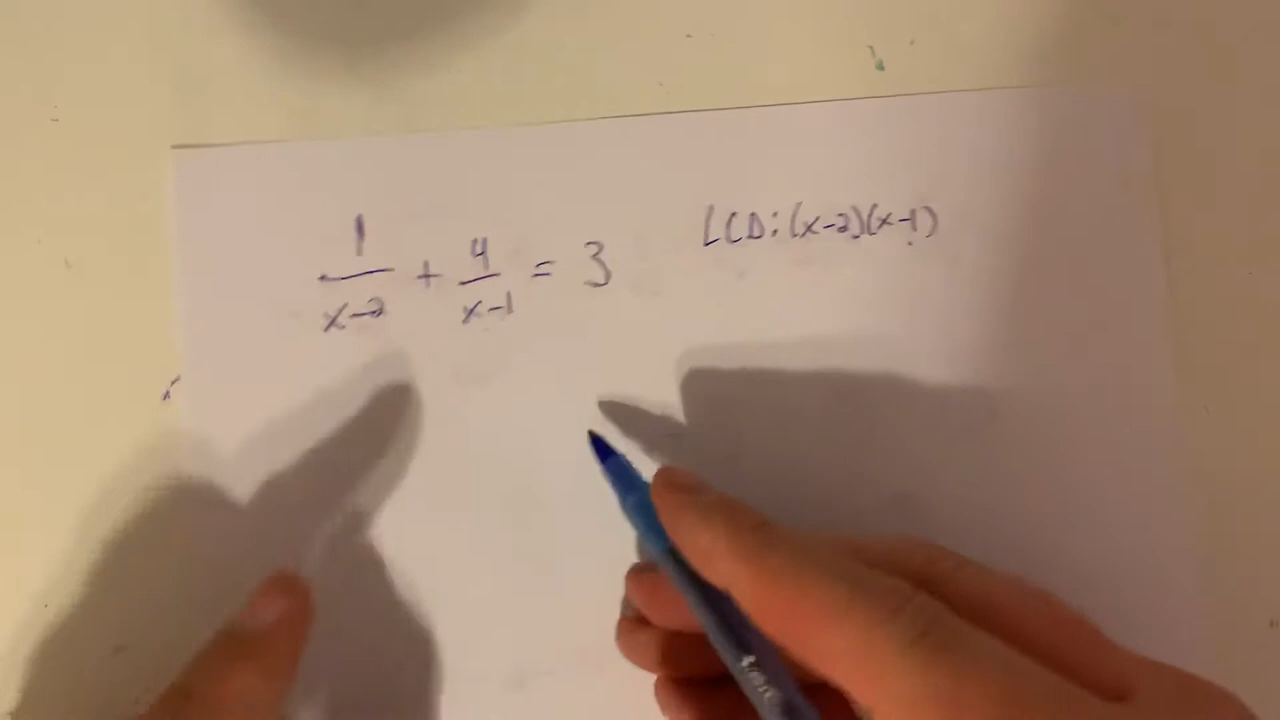 1/(x-2) + 4/(x-1) = 3
LCD: (x-2)(x-1)